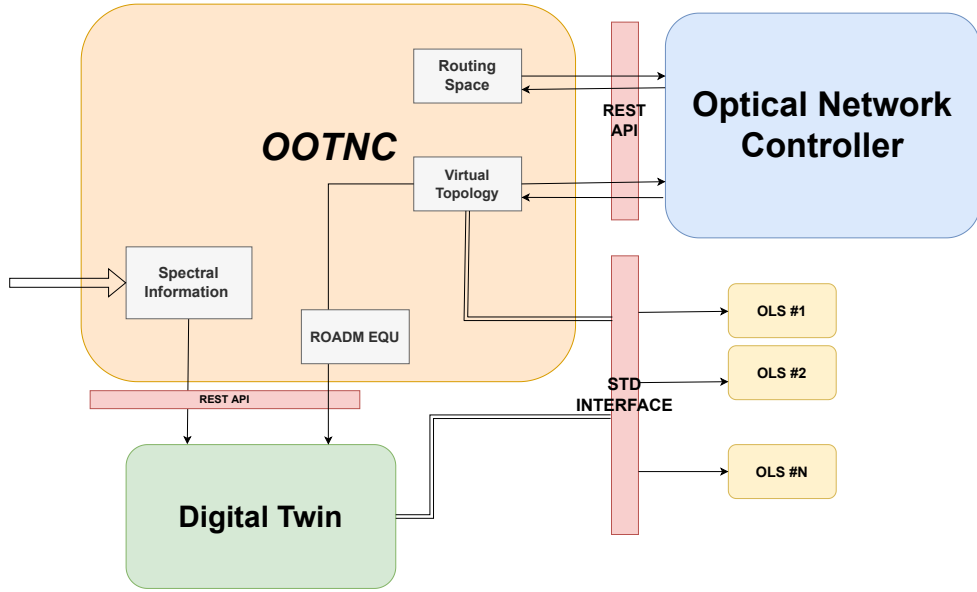 Routing
Space
REST
API
Optical Network
Controller
OOTNC
Virtual
Topology
Spectral
Information
ROADM EQU
OLS #1
OLS #2
STD
INTERFACE
REST API
OLS #N
Digital Twin